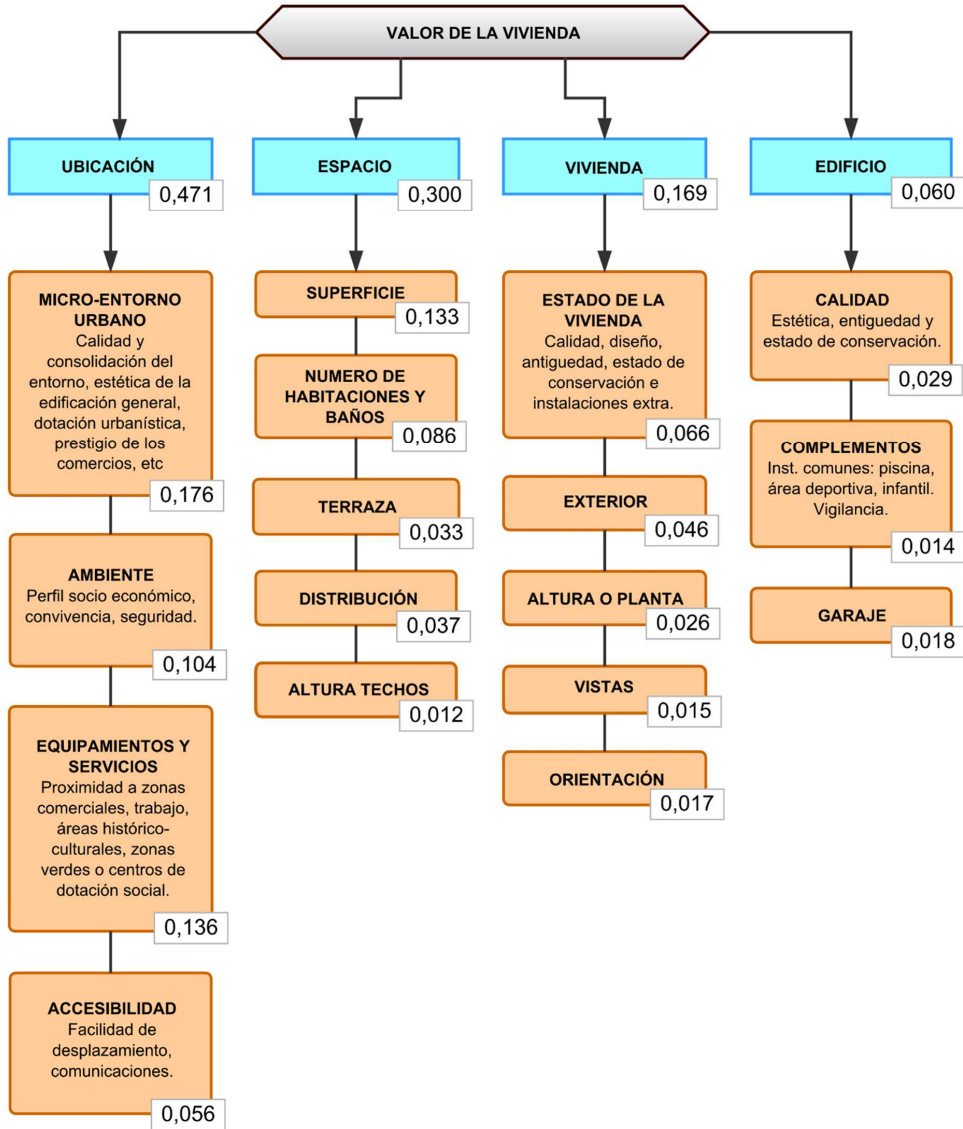 VALOR DE LA VIVIENDA
UBICACIÓN
0,471
MICRO-ENTORNO
URBANO
Calidad y
consolidación del
entorno, estética de la
edificación general,
dotación urbanística,
prestigio de los
comercios, etc
0,176
AMBIENTE
Perfil socio económico,
convivencia, seguridad.
0,104
EQUIPAMIENTOS Y
SERVICIOS
Proximidad a zonas
comerciales, trabajo,
áreas histórico-
culturales, zonas
verdes o centros de
dotación social.
0,136
ACCESIBILIDAD
Facilidad de
desplazamiento,
comunicaciones.
0,056
ESPACIO
0,300
SUPERFICIE
0,133
NUMERO DE
HABITACIONES Y
BAÑOS
0,086
TERRAZA
0,033
DISTRIBUCIÓN
0,037
ALTURA TECHOS
0,012
VIVIENDA
0,169
ESTADO DE LA
VIVIENDA
Calidad, diseño,
antiguedad, estado de
conservación e
instalaciones extra.
0,066
EXTERIOR
0,046
ALTURA O PLANTA
0,026
VISTAS
0,015
ORIENTACIÓN
0,017
EDIFICIO
0,060
CALIDAD
Estética, entiguedad y
estado de conservación.
0,029
COMPLEMENTOS
Inst. comunes: piscina,
área deportiva, infantil.
Vigilancia.
0,014
GARAJE
0,018